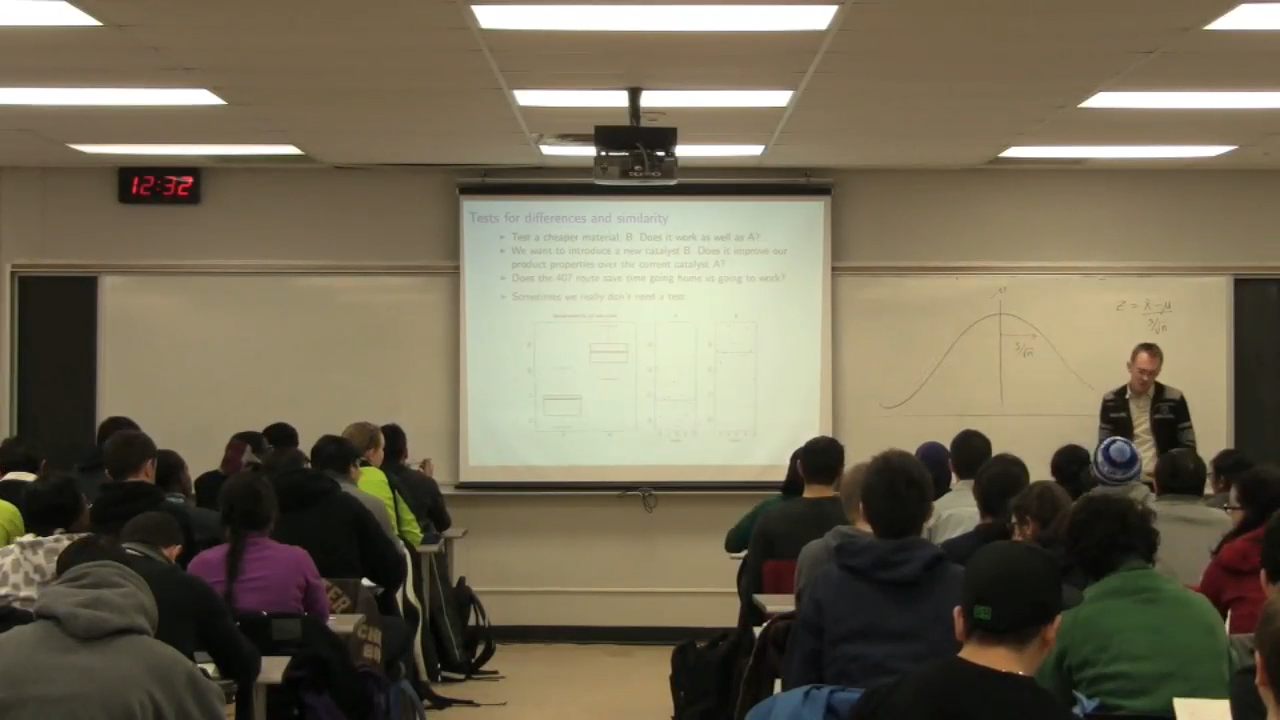 12:32
Tests for differences and similarity
Test a cheaper material, B. Does it work as well as A?
We want to introduce a new catalyst B. Does it improve our
product properties over the current catalyst A?
Does the 407 route save time going home vs going to work?
Sometimes we really don't need a test
μ
s/√n
Z = x̄ - μ
s/√n